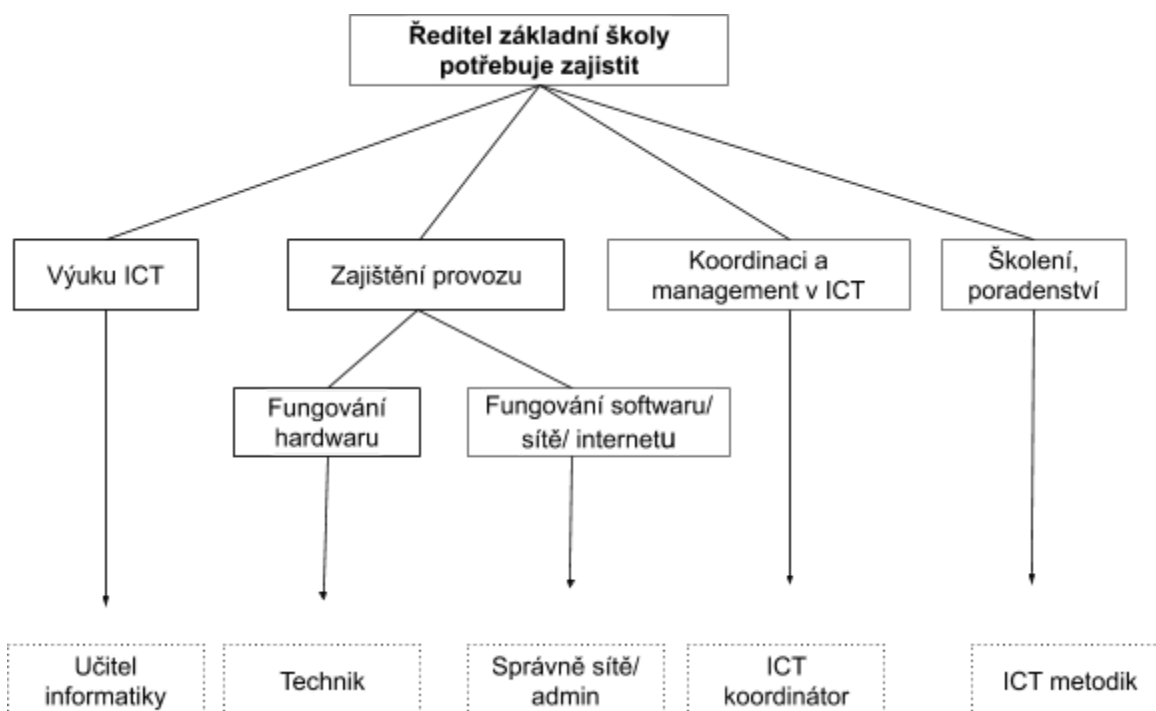 Ředitel základní školy
potřebuje zajistit
Výuku ICT
Zajištění provozu
Koordinaci a
management v ICT
Školení,
poradenství
Fungování
hardwaru
Fungování softwaru/
sítě/ internetu
Učitel
informatiky
Technik
Správně sítě/
admin
ICT
koordinátor
ICT metodik